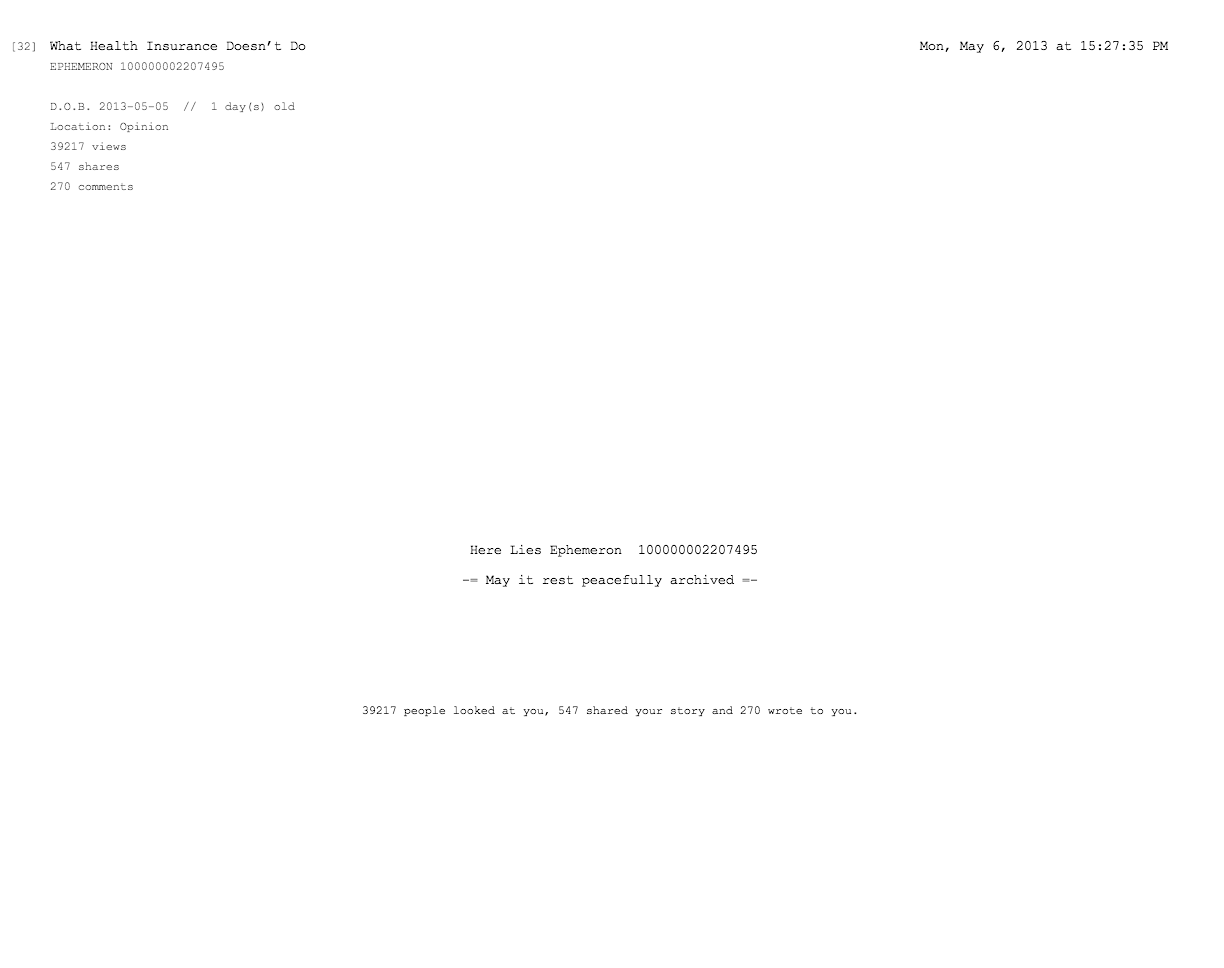 [32] What Health Insurance Doesn’t Do Mon, May 6, 2013 at 15:27:35 PM
EPHEMERON 100000002207495
D.O.B. 2013-05-05 // 1 day(s) old
Location: Opinion
39217 views
547 shares
270 comments
Here Lies Ephemeron 100000002207495
-= May it rest peacefully archived =-
39217 people looked at you, 547 shared your story and 270 wrote to you.